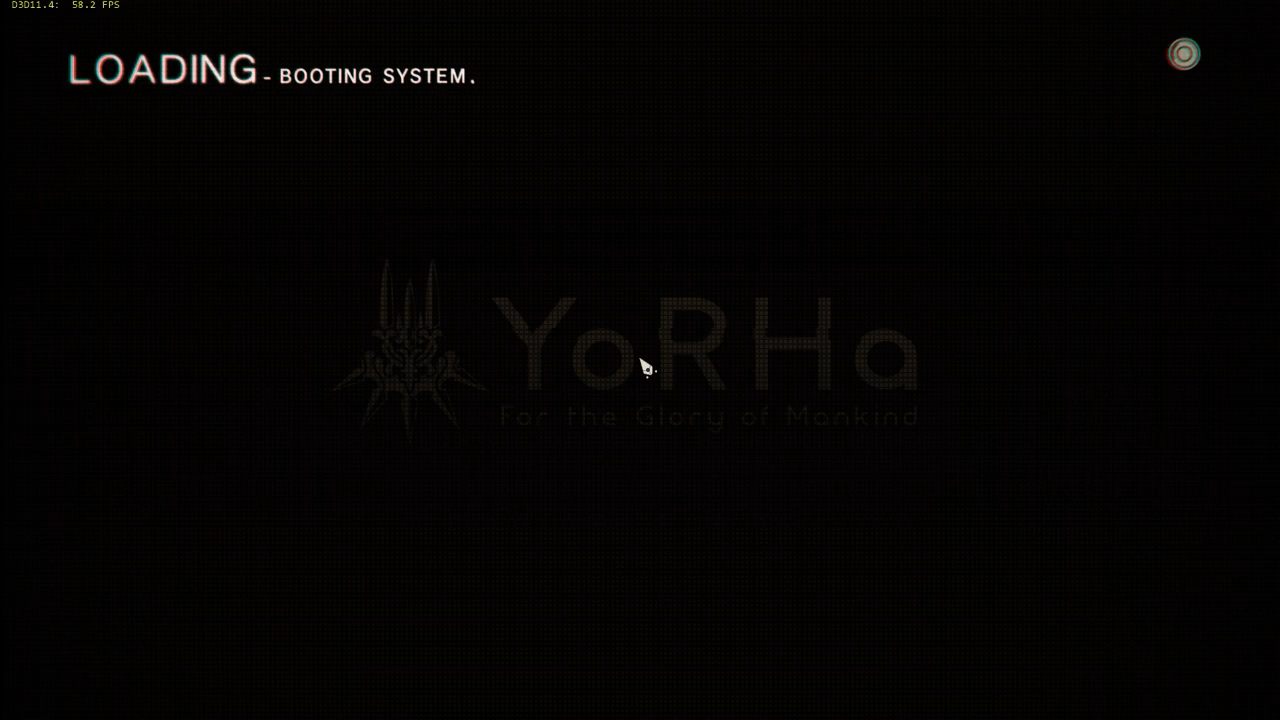 D3D11.4: 58.2 FPS
LOADING - BOOTING SYSTEM.
YoRHa
For the Glory of Mankind